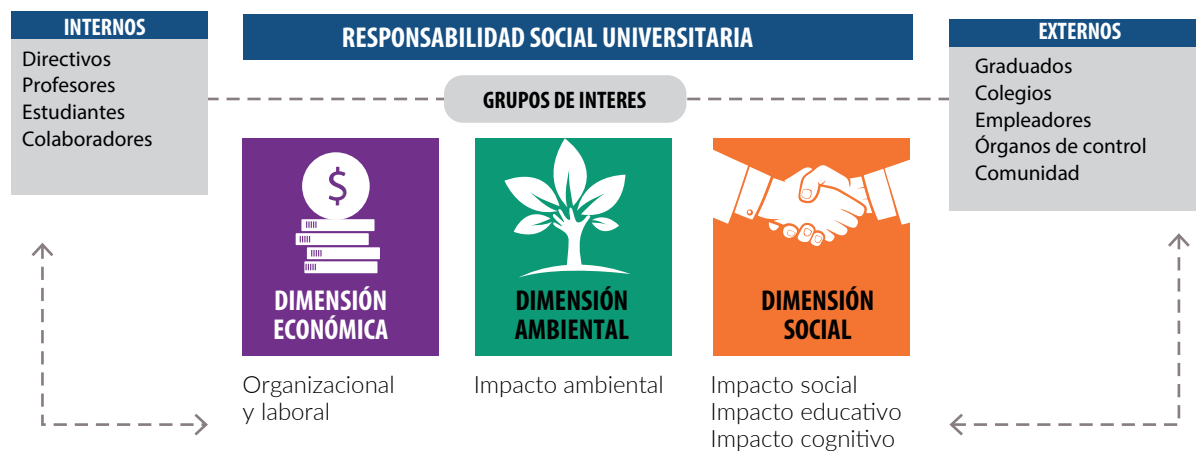 INTERNOS
Directivos
Profesores
Estudiantes
Colaboradores
RESPONSABILIDAD SOCIAL UNIVERSITARIA
GRUPOS DE INTERES
EXTERNOS
Graduados
Colegios
Empleadores
Órganos de control
Comunidad
$
DIMENSIÓN
ECONÓMICA
Organizacional
y laboral
DIMENSIÓN
AMBIENTAL
Impacto ambiental
DIMENSIÓN
SOCIAL
Impacto social
Impacto educativo
Impacto cognitivo